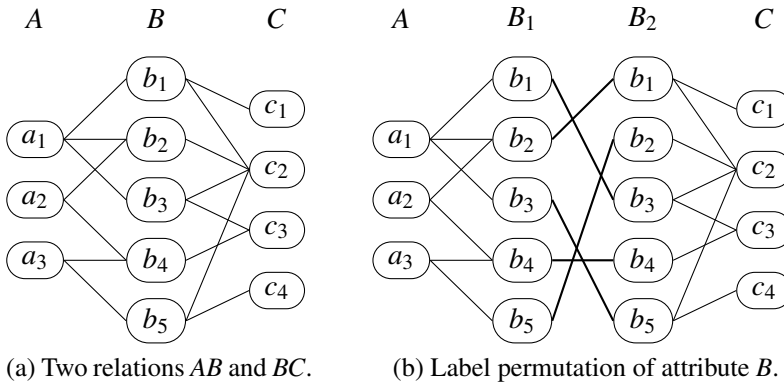 A B C A B₁ B₂ C
b₁ b₁ b₁
c₁ c₁
a₁ b₂ a₁ b₂ b₂
c₂ c₂
a₂ b₃ a₂ b₃ b₃
c₃ c₃
a₃ b₄ a₃ b₄ b₄
c₄ c₄
b₅ b₅ b₅
(a) Two relations AB and BC. (b) Label permutation of attribute B.